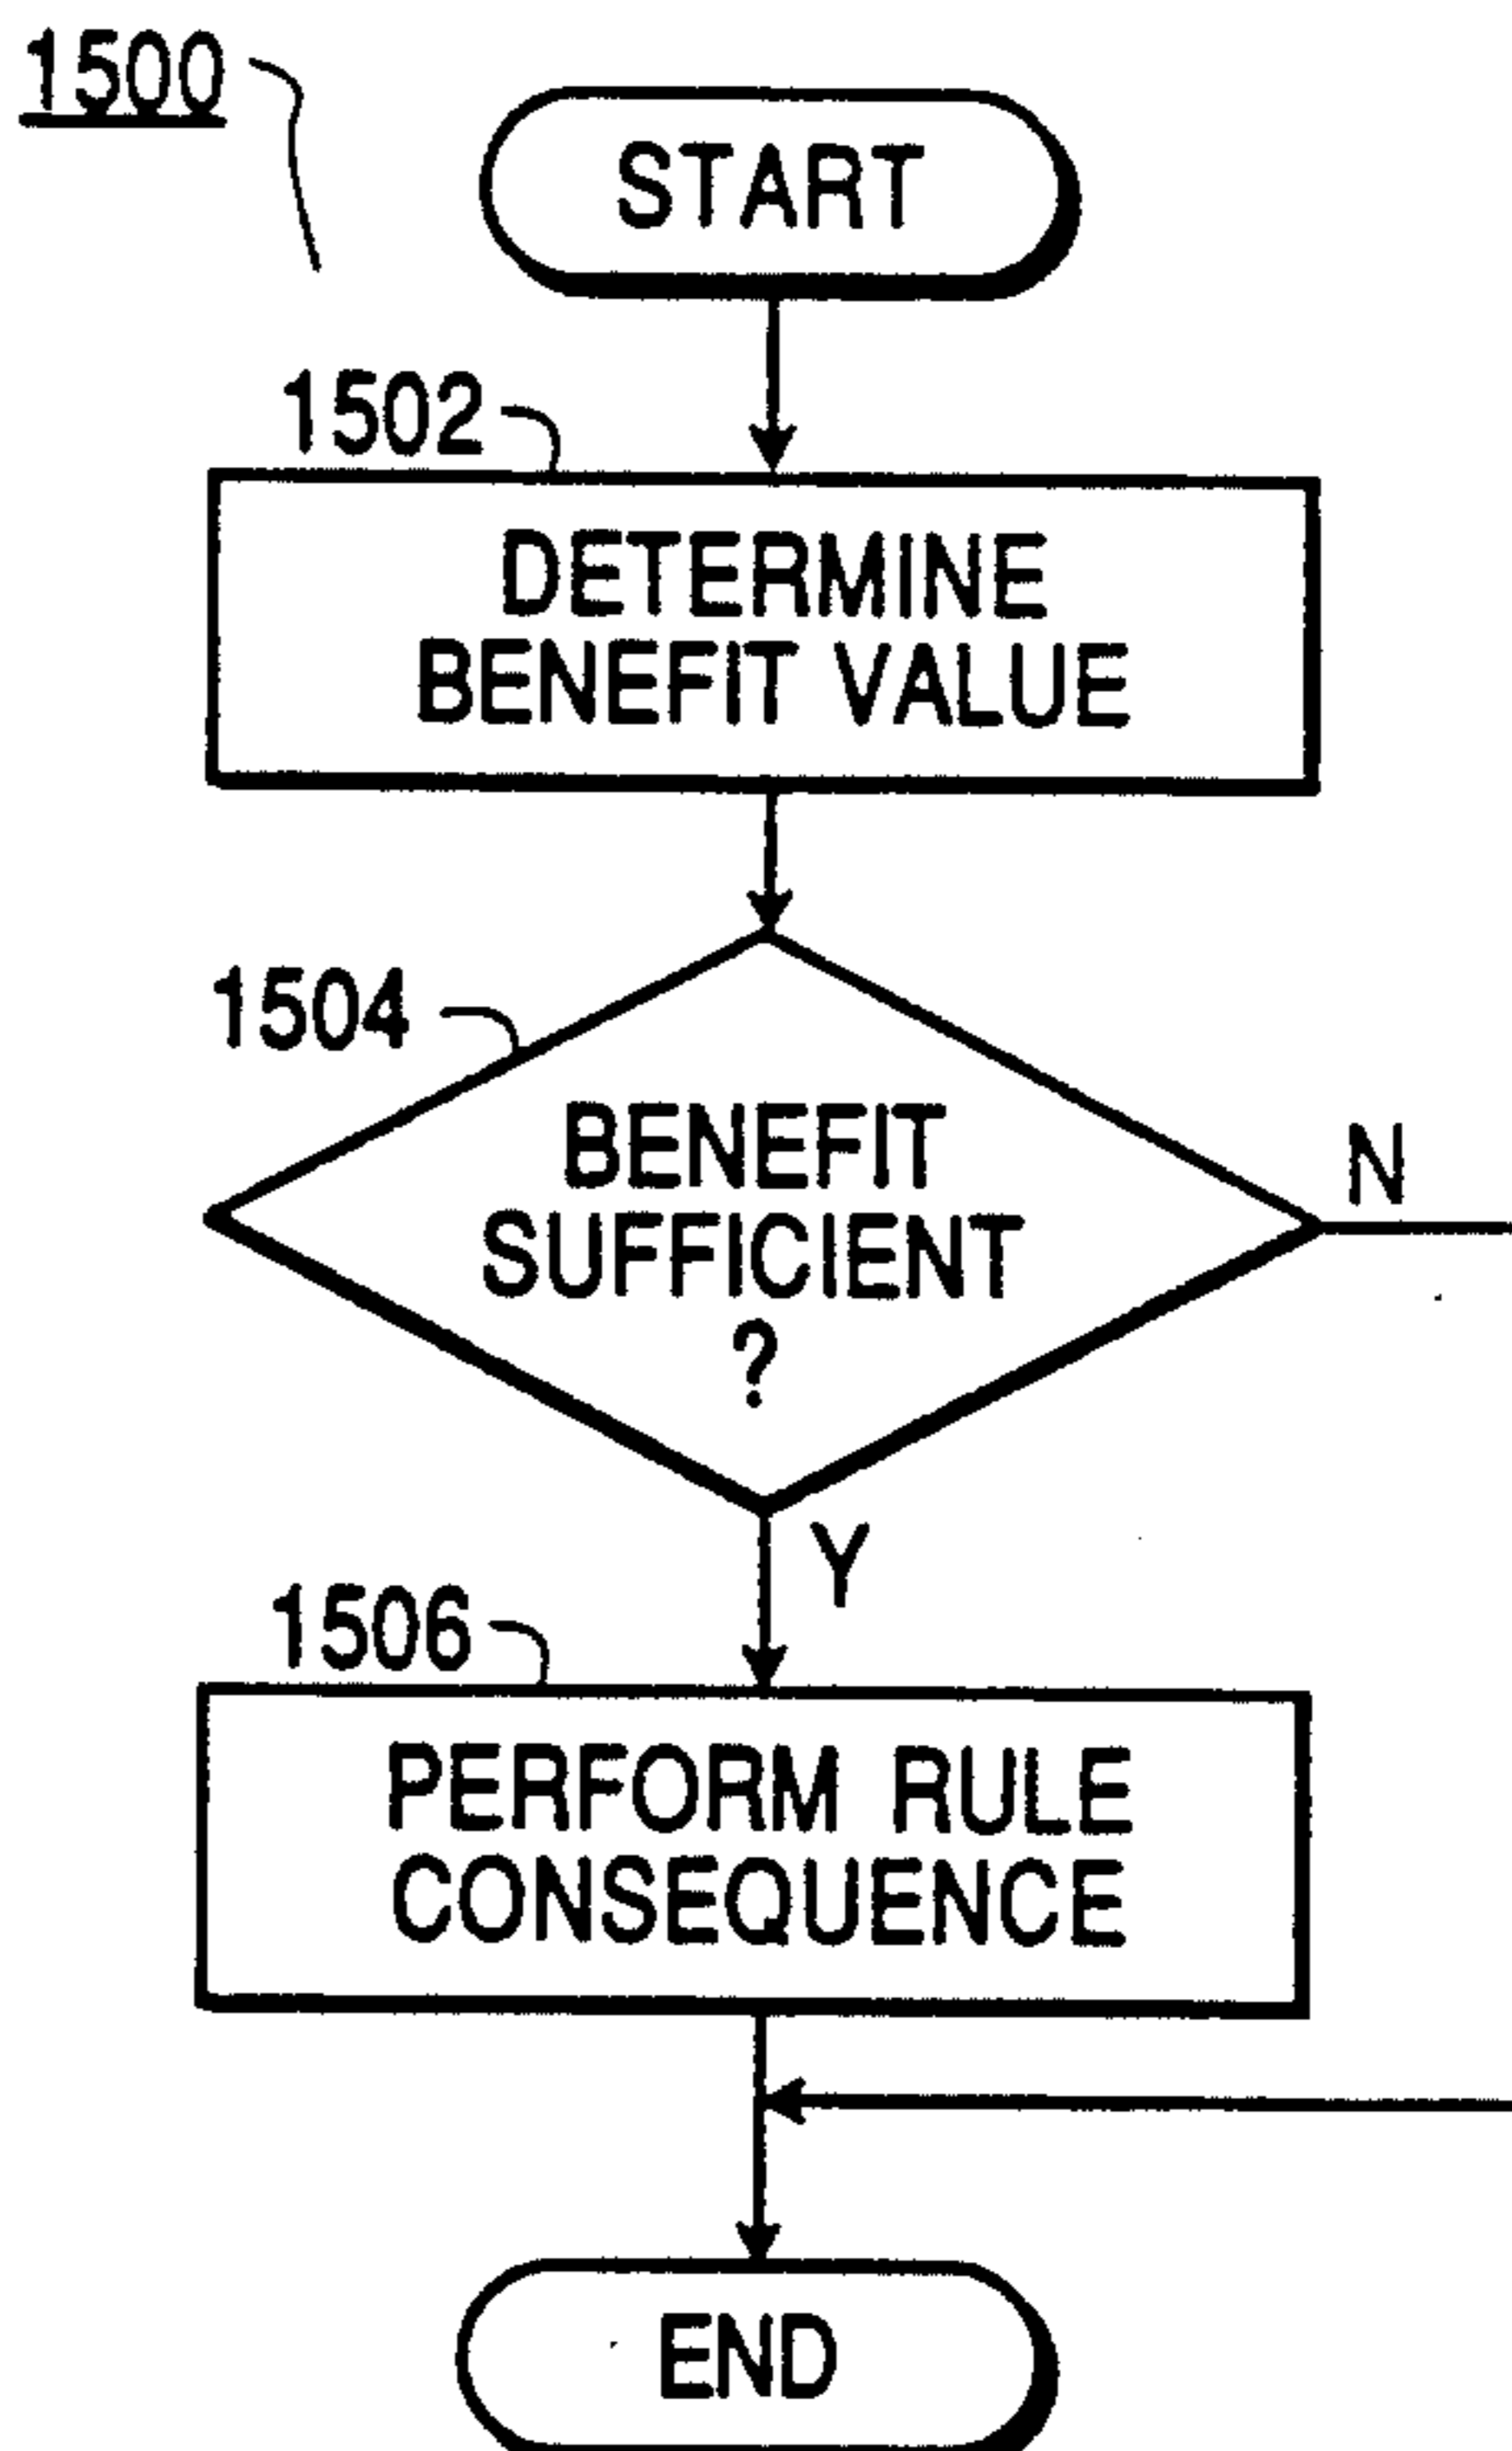 1500
START
1502
DETERMINE
BENEFIT VALUE
1504
BENEFIT
SUFFICIENT
?
N
Y
1506
PERFORM RULE
CONSEQUENCE
END